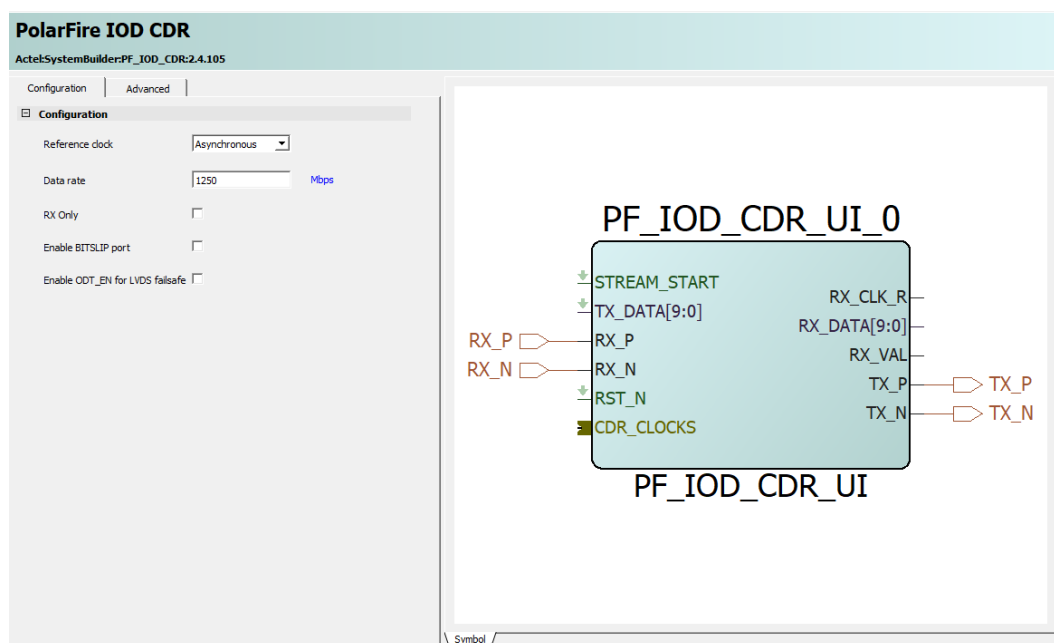 PolarFire IOD CDR
Actel:SystemBuilder:PF_IOD_CDR:2.4.105
Configuration Advanced
Configuration
Reference clock Asynchronous
Data rate 1250 Mbps
RX Only
Enable BITSLIP port
Enable ODT_EN for LVDS failsafe
PF_IOD_CDR_UI_0
STREAM_START
TX_DATA[9:0]
RX_P RX_P
RX_N RX_N
RST_N
CDR_CLOCKS
RX_CLK_R
RX_DATA[9:0]
RX_VAL
TX_P TX_P
TX_N TX_N
PF_IOD_CDR_UI
Symbol